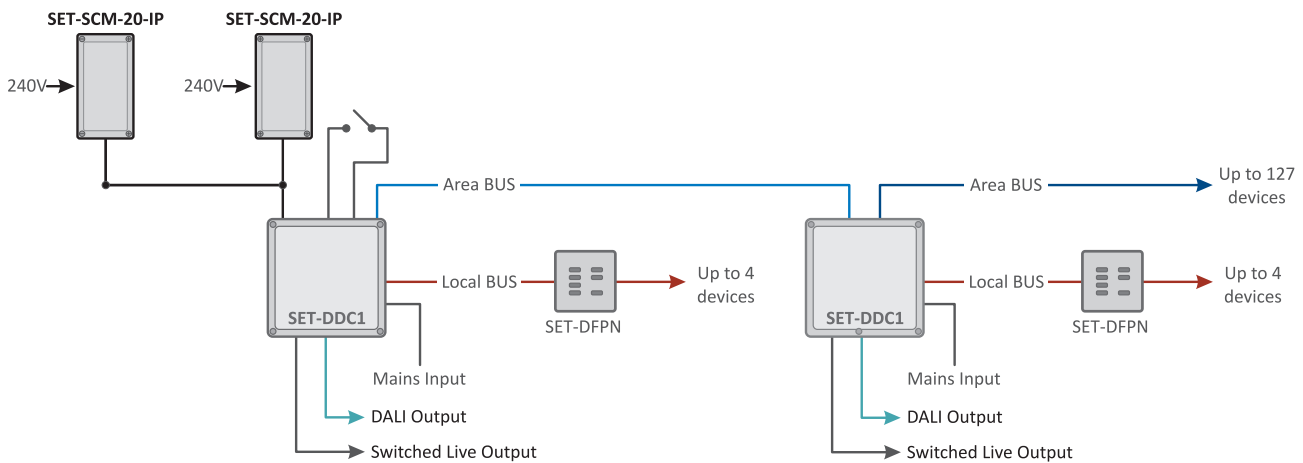 SET-SCM-20-IP
SET-SCM-20-IP
240V
240V
Area BUS
Area BUS
Up to 127
devices
Local BUS
Up to 4
devices
Local BUS
Up to 4
devices
SET-DDC1
SET-DFPN
SET-DDC1
SET-DFPN
Mains Input
Mains Input
DALI Output
DALI Output
Switched Live Output
Switched Live Output